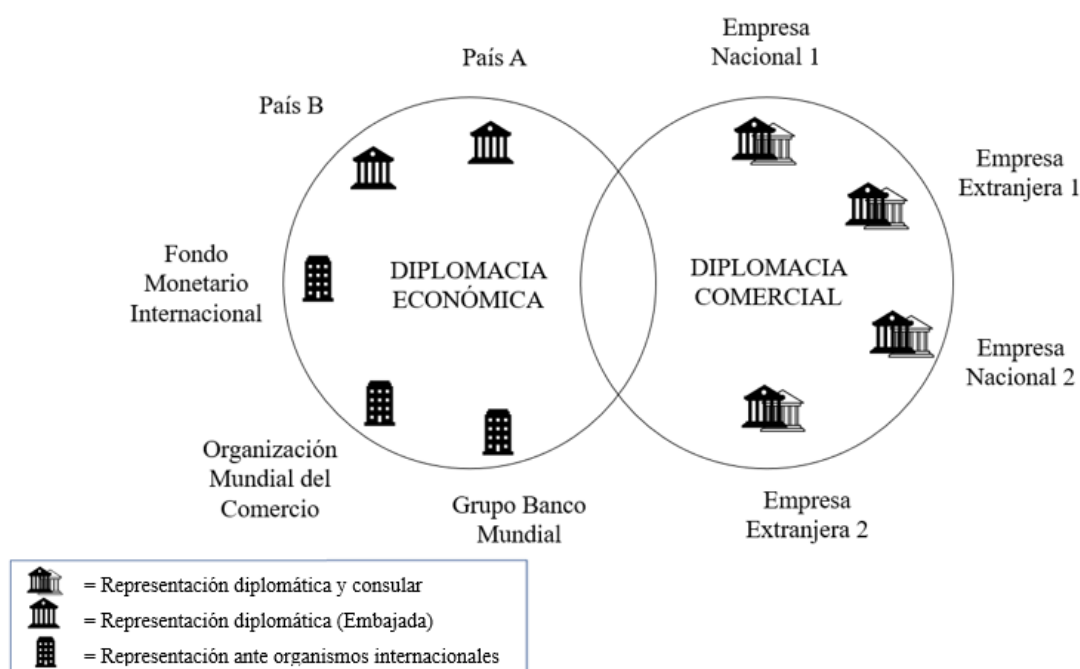 Empresa
Nacional 1
País A
País B
Empresa
Extranjera 1
Fondo
Monetario
Internacional
DIPLOMACIA
ECONÓMICA
DIPLOMACIA
COMERCIAL
Empresa
Nacional 2
Organización
Mundial del
Comercio
Grupo Banco
Mundial
Empresa
Extranjera 2
= Representación diplomática y consular
= Representación diplomática (Embajada)
= Representación ante organismos internacionales